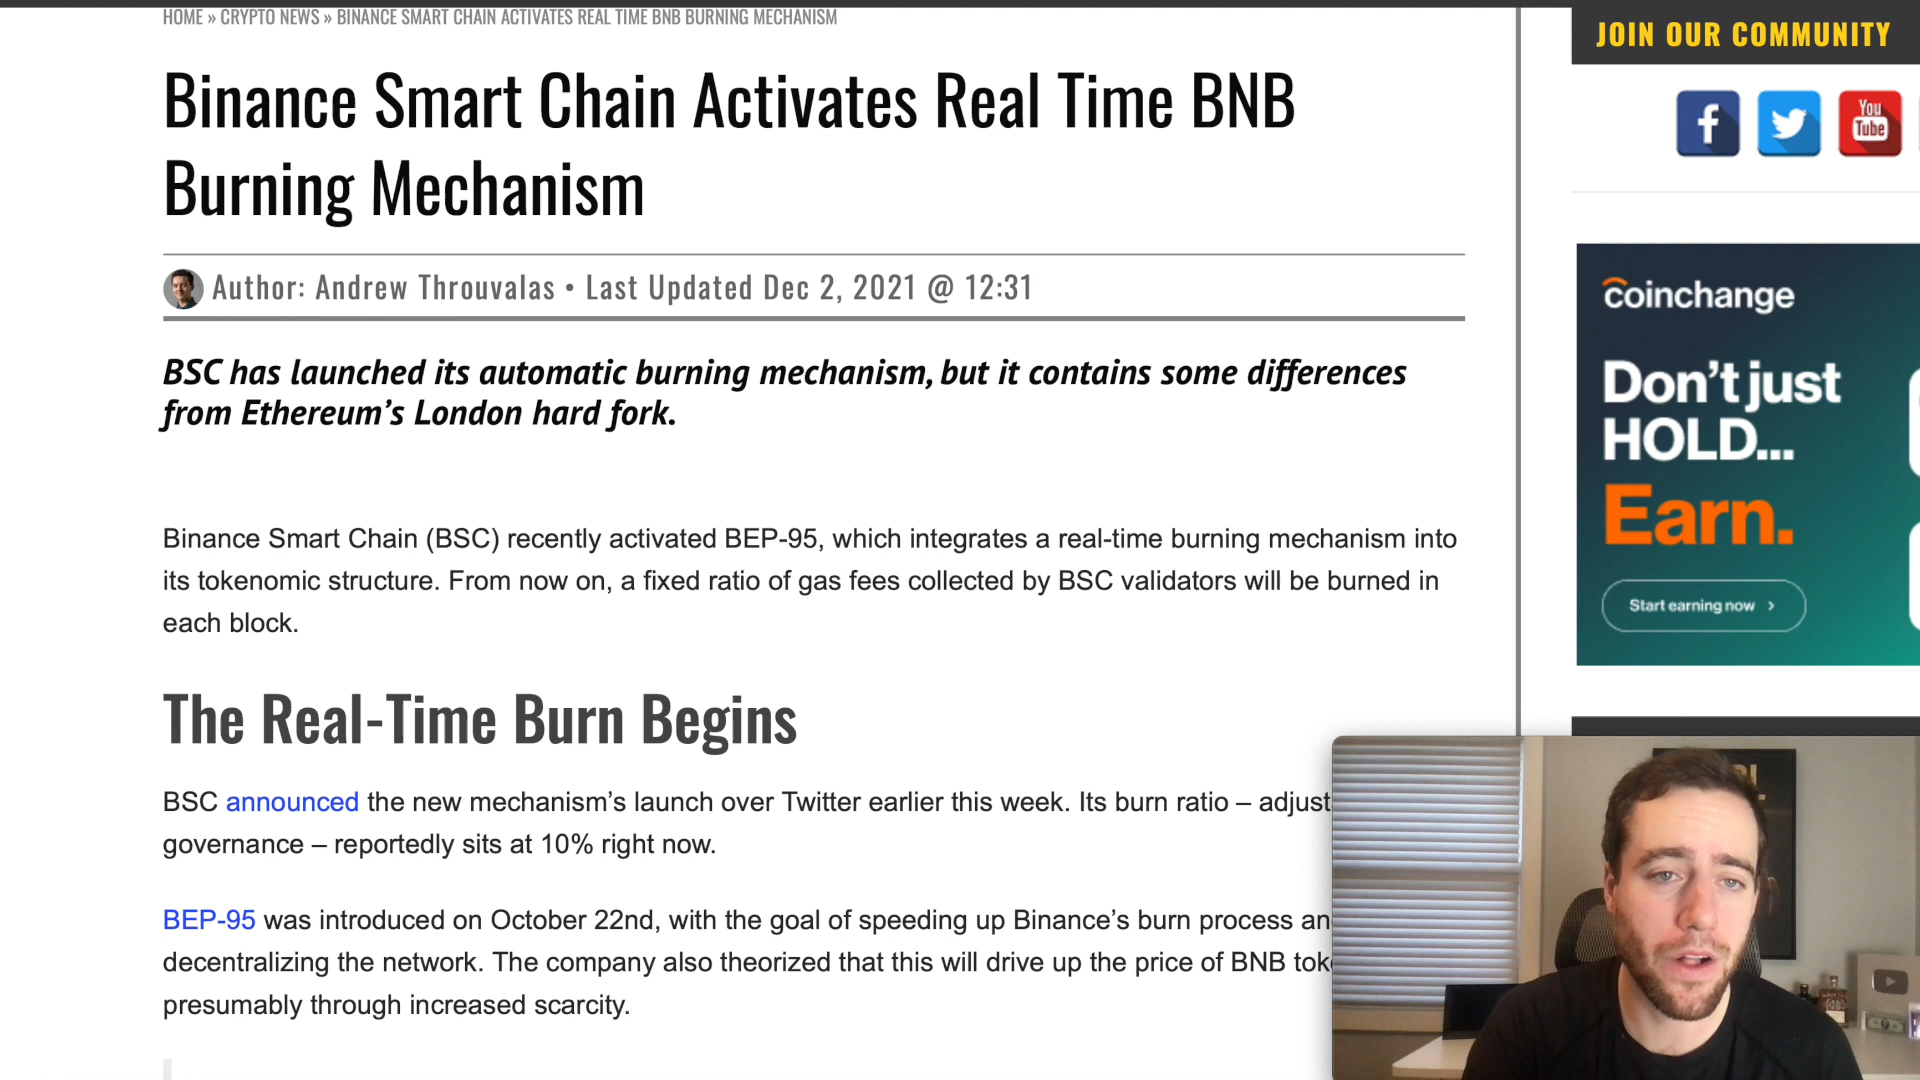 HOME » CRYPTO NEWS » BINANCE SMART CHAIN ACTIVATES REAL TIME BNB BURNING MECHANISM
Binance Smart Chain Activates Real Time BNB
Burning Mechanism
Author: Andrew Throuvalas • Last Updated Dec 2, 2021 @ 12:31
BSC has launched its automatic burning mechanism, but it contains some differences
from Ethereum's London hard fork.
Binance Smart Chain (BSC) recently activated BEP-95, which integrates a real-time burning mechanism into
its tokenomic structure. From now on, a fixed ratio of gas fees collected by BSC validators will be burned in
each block.
The Real-Time Burn Begins
BSC announced the new mechanism’s launch over Twitter earlier this week. Its burn ratio – adjust
governance – reportedly sits at 10% right now.
BEP-95 was introduced on October 22nd, with the goal of speeding up Binance’s burn process an
decentralizing the network. The company also theorized that this will drive up the price of BNB tok
presumably through increased scarcity.
JOIN OUR COMMUNITY
f
You
Tube
coinchange
Don't just
HOLD...
Earn.
Start earning now >